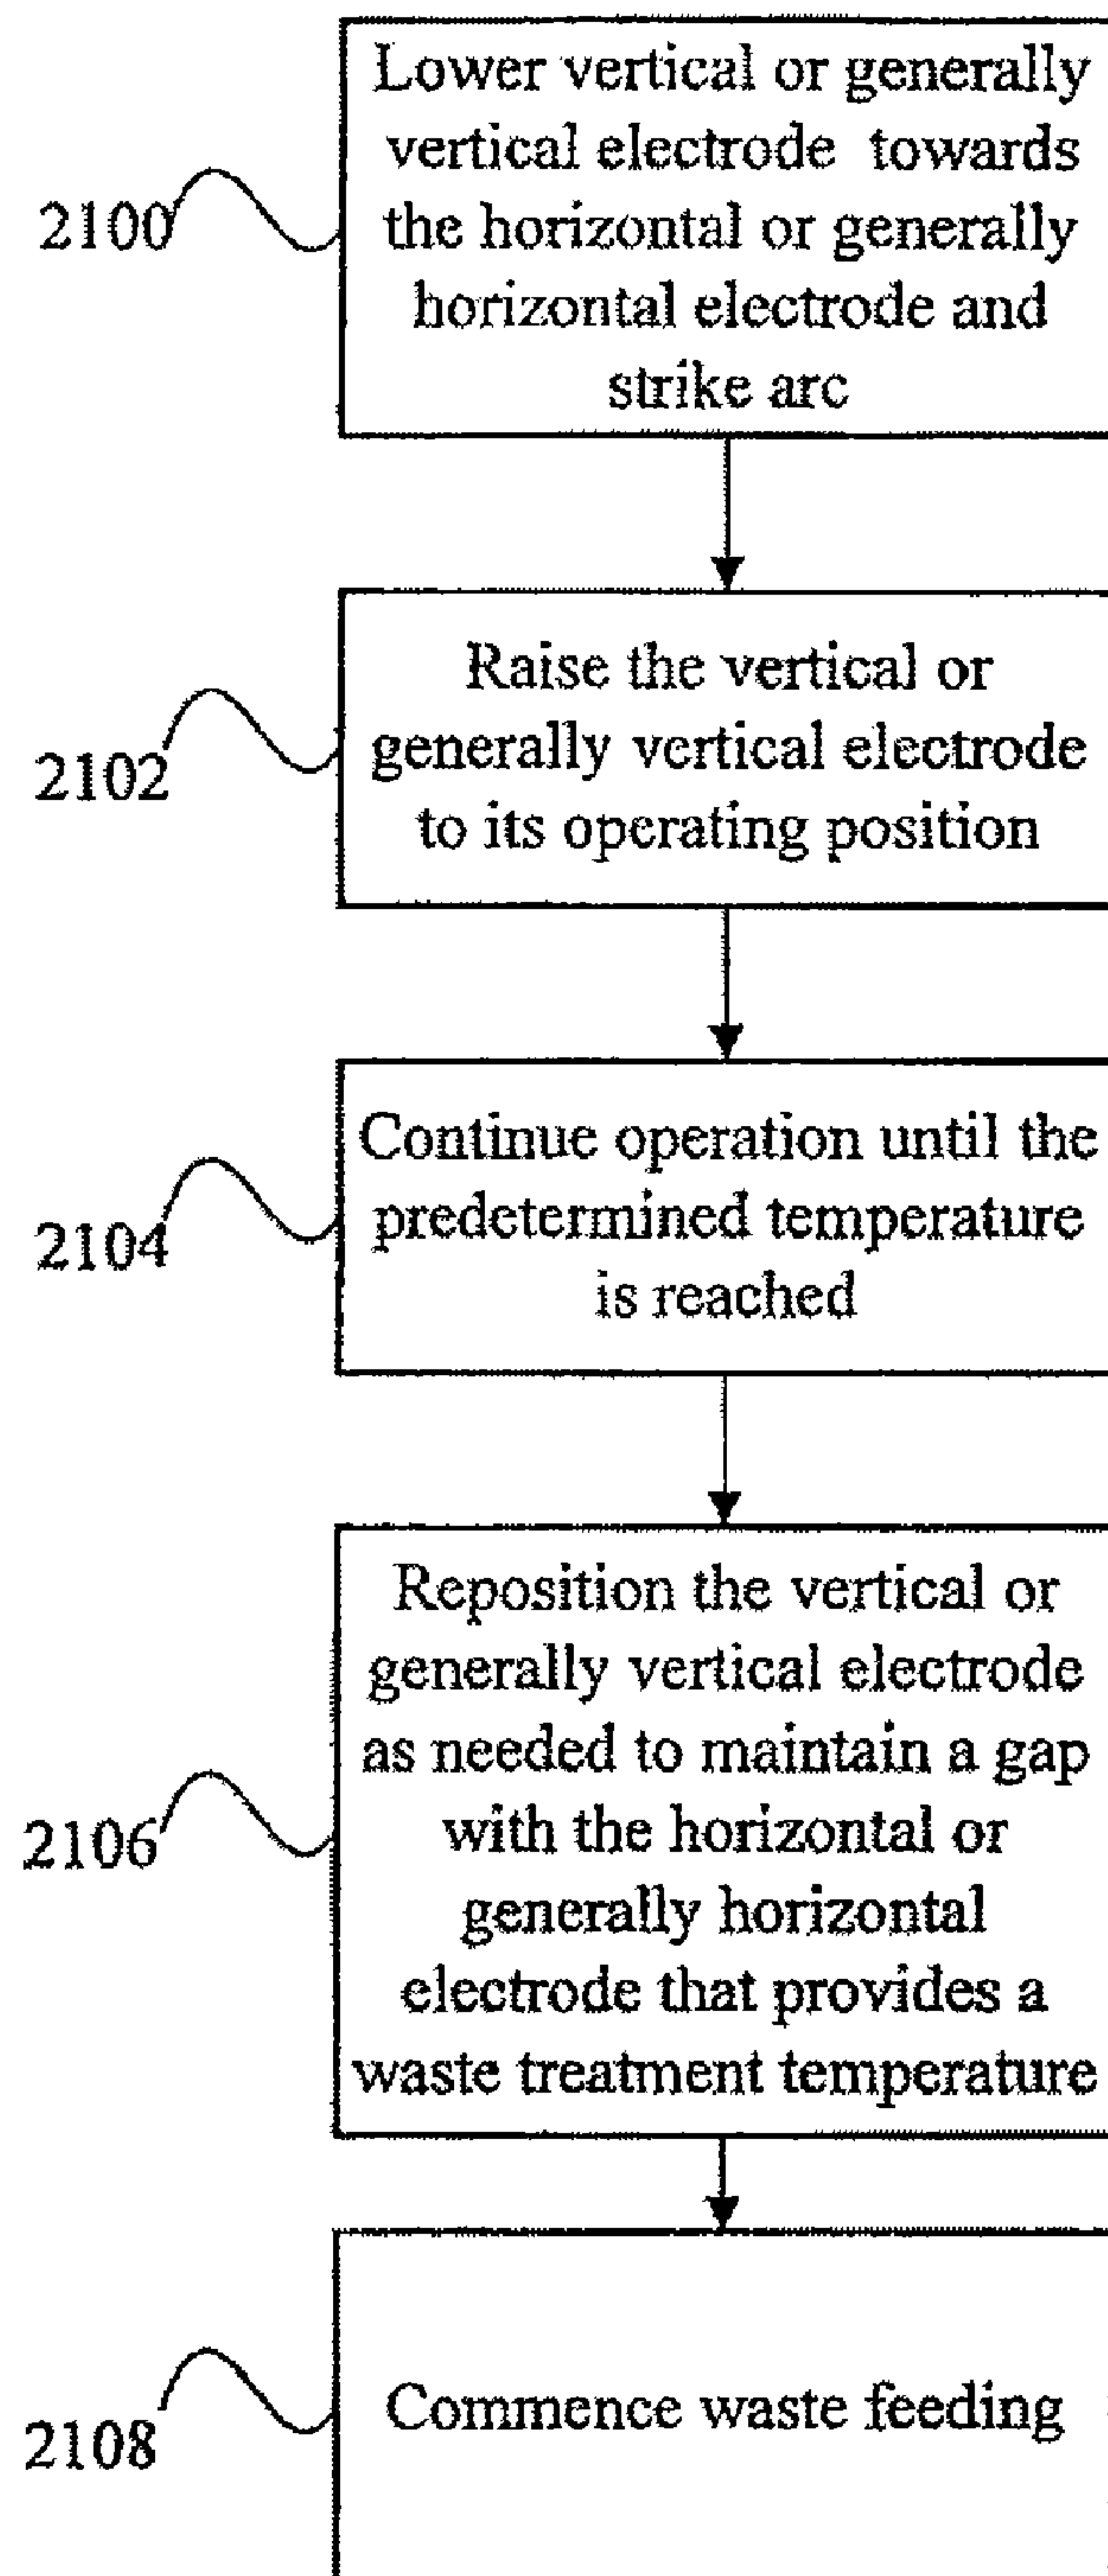 Lower vertical or generally
vertical electrode towards
the horizontal or generally
horizontal electrode and
strike arc
2100
Raise the vertical or
generally vertical electrode
to its operating position
2102
Continue operation until the
predetermined temperature
is reached
2104
Reposition the vertical or
generally vertical electrode
as needed to maintain a gap
with the horizontal or
generally horizontal
electrode that provides a
waste treatment temperature
2106
Commence waste feeding
2108